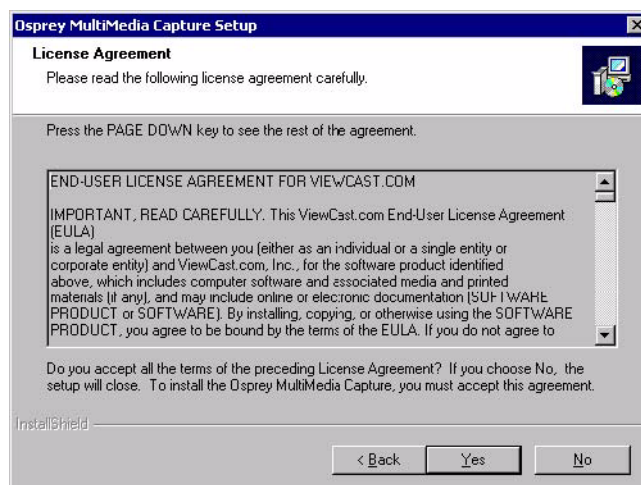 Osprey MultiMedia Capture Setup
License Agreement
Please read the following license agreement carefully.
Press the PAGE DOWN key to see the rest of the agreement.
END-USER LICENSE AGREEMENT FOR VIEWCAST.COM
IMPORTANT, READ CAREFULLY. This ViewCast.com End-User License Agreement
(EULA)
is a legal agreement between you (either as an individual or a single entity or
corporate entity) and ViewCast.com, Inc., for the software product identified
above, which includes computer software and associated media and printed
materials (if any), and may include online or electronic documentation (SOFTWARE
PRODUCT or SOFTWARE). By installing, copying, or otherwise using the SOFTWARE
PRODUCT, you agree to be bound by the terms of the EULA. If you do not agree to
Do you accept all the terms of the preceding License Agreement? If you choose No, the
setup will close. To install the Osprey MultiMedia Capture, you must accept this agreement.
InstallShield
< Back
Yes
No